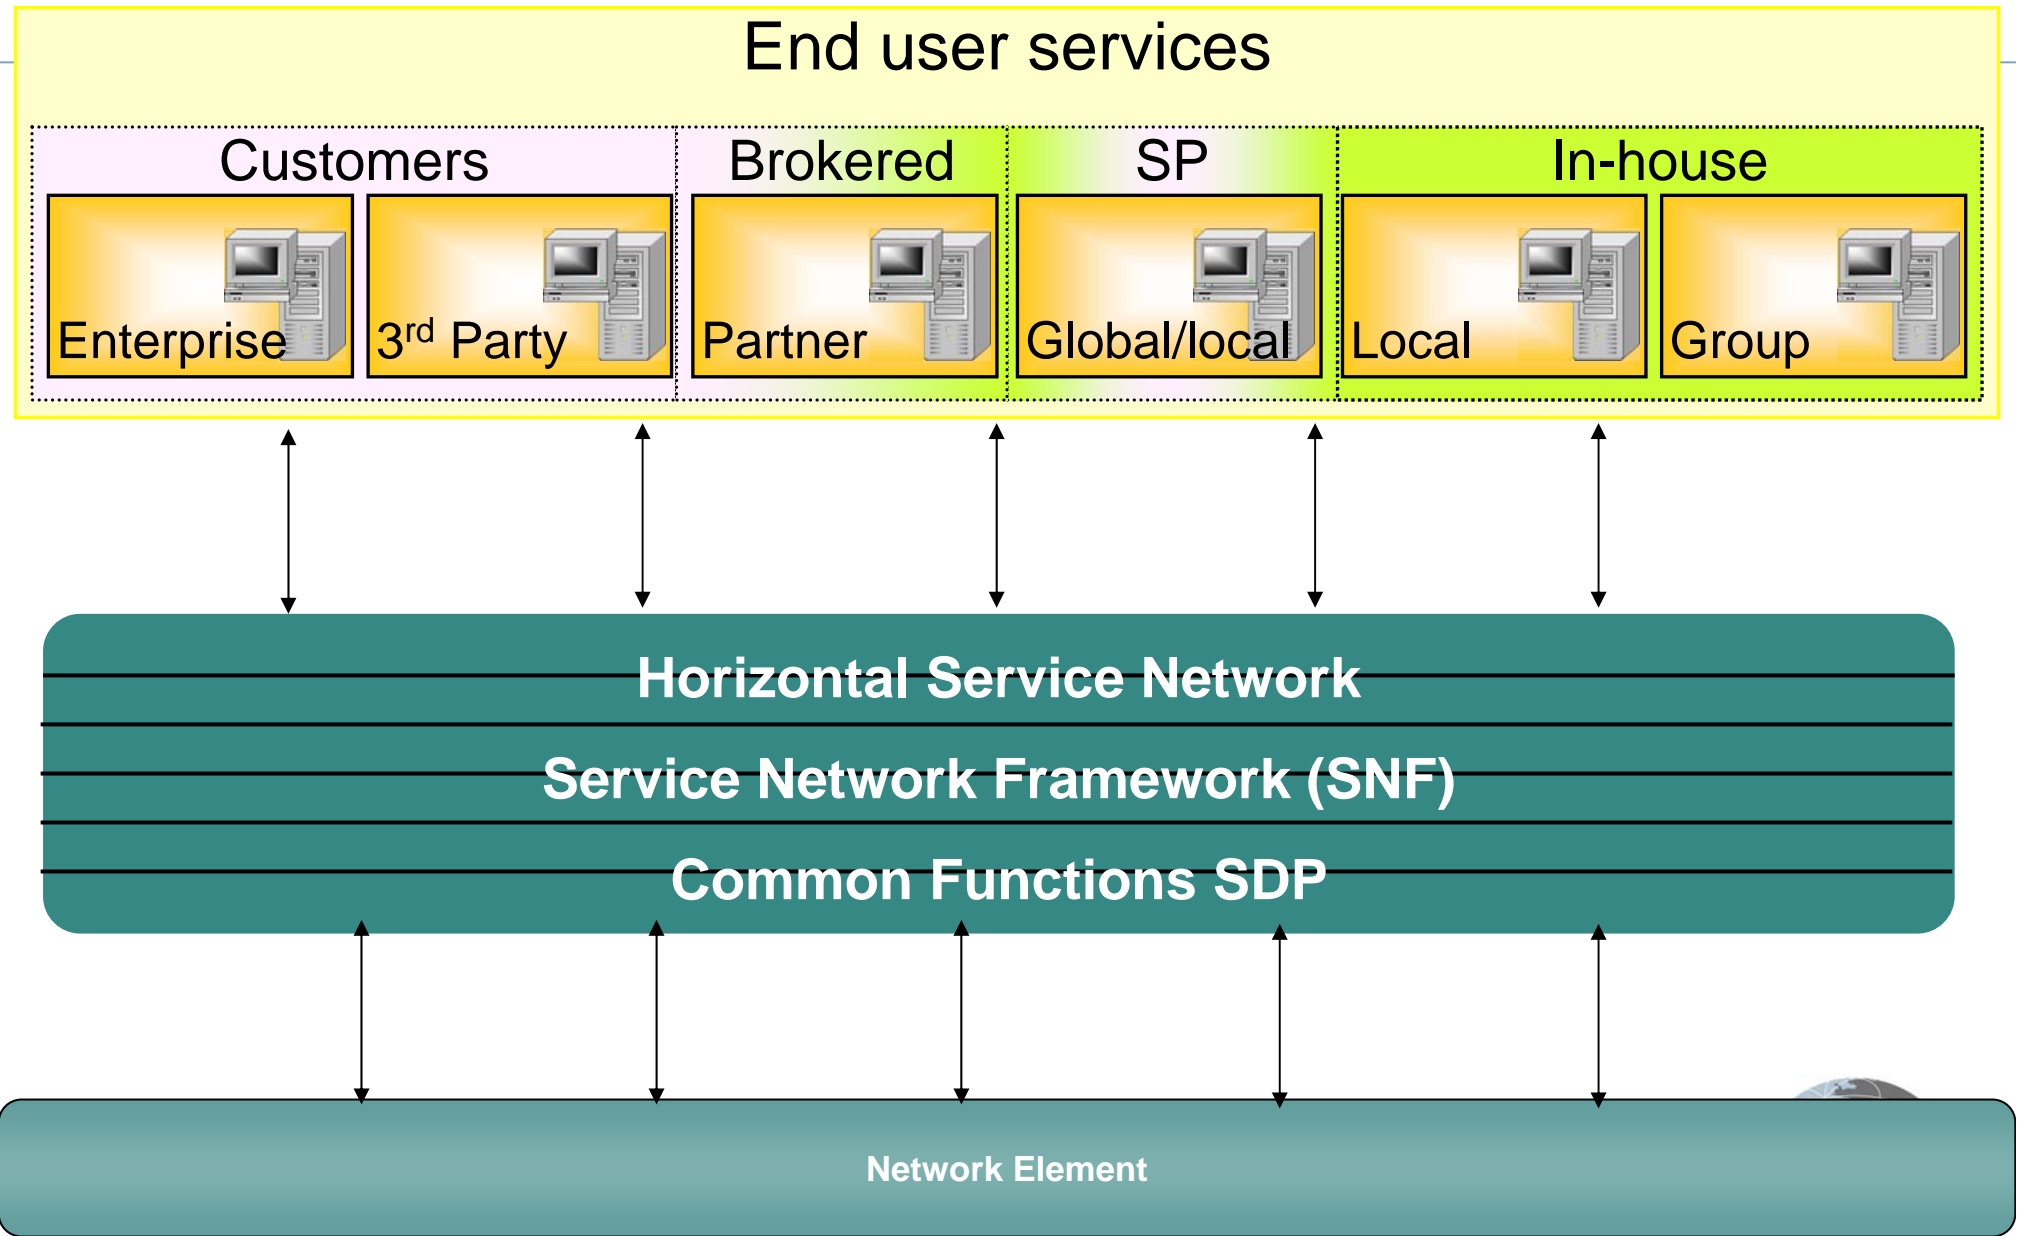 End user services
Customers Brokered SP In-house
Enterprise 3rd Party Partner Global/local Local Group
Horizontal Service Network
Service Network Framework (SNF)
Common Functions SDP
Network Element